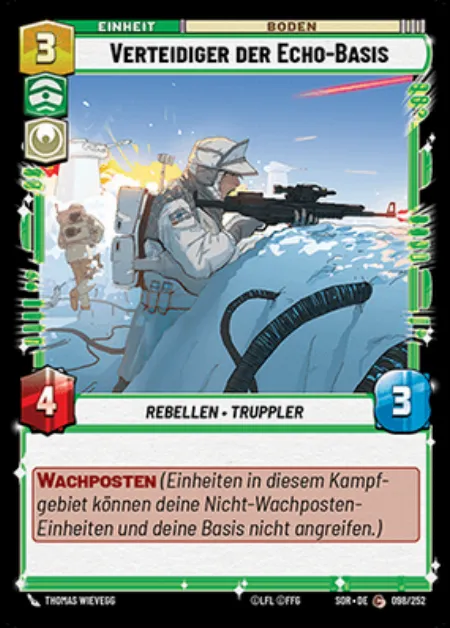 EINHEIT
BODEN
3
VERTEIDIGER DER ECHO-BASIS
4
REBELLEN • TRUPPLER
3
WACHPOSTEN (Einheiten in diesem Kampf-
gebiet können deine Nicht-Wachposten-
Einheiten und deine Basis nicht angreifen.)
THOMAS WIEVEGG
©LFL ©FFG
SOR • DE C 098/252